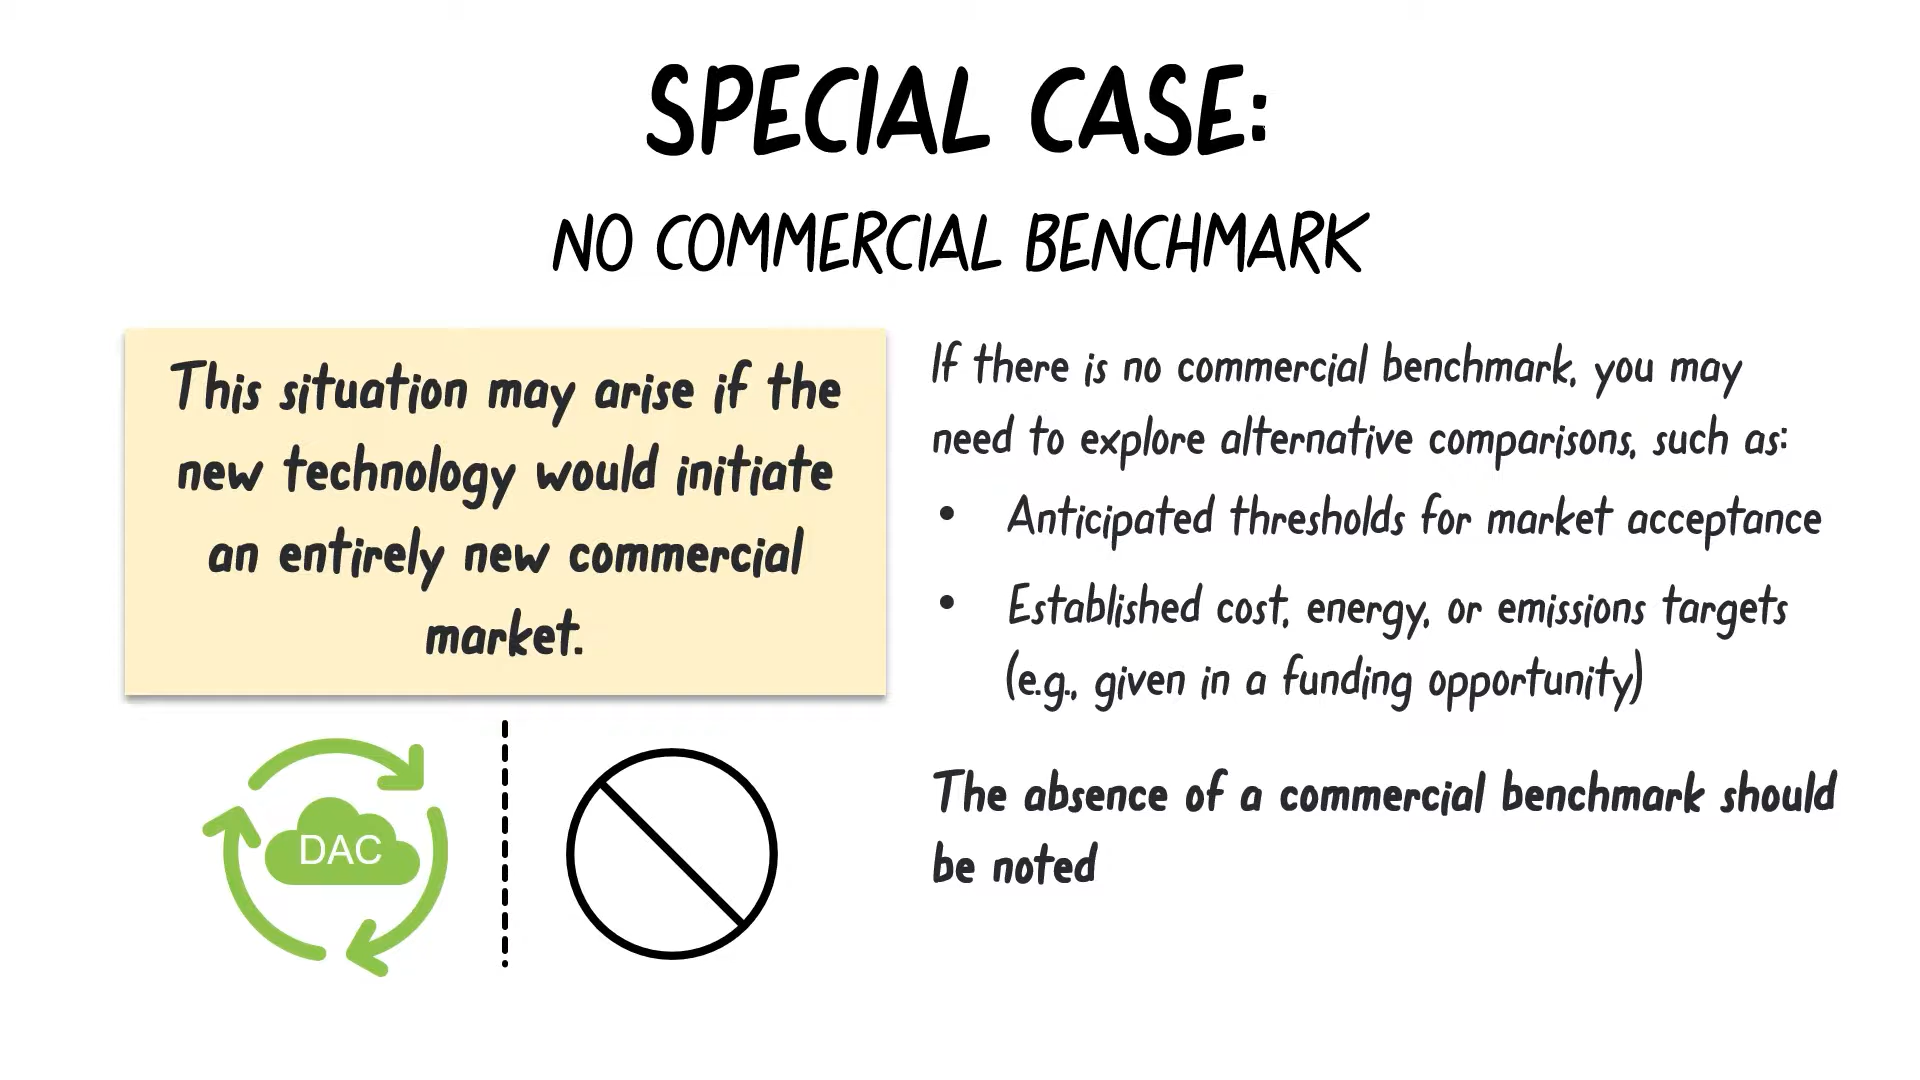 SPECIAL CASE:
NO COMMERCIAL BENCHMARK
This situation may arise if the
new technology would initiate
an entirely new commercial
market.
DAC
If there is no commercial benchmark, you may
need to explore alternative comparisons, such as:
• Anticipated thresholds for market acceptance
• Established cost, energy, or emissions targets
(e.g., given in a funding opportunity)
The absence of a commercial benchmark should
be noted